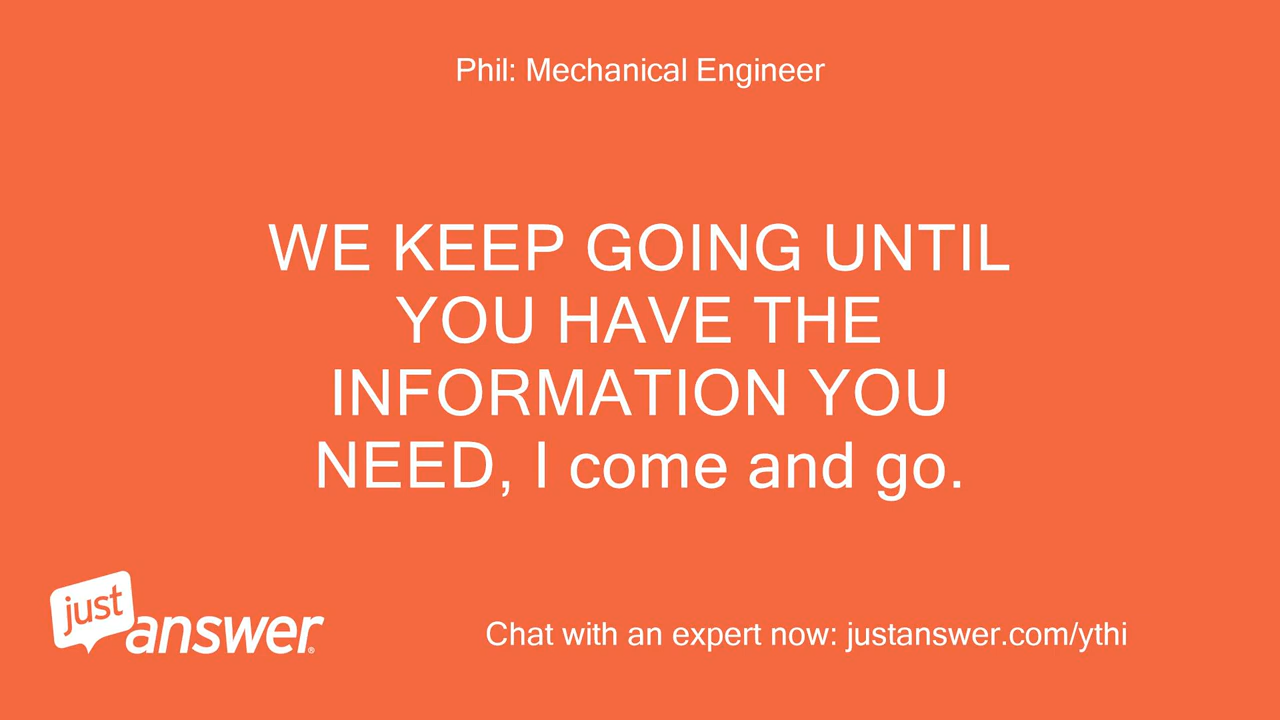 Phil: Mechanical Engineer
WE KEEP GOING UNTIL
YOU HAVE THE
INFORMATION YOU
NEED, I come and go.
just
answer®
Chat with an expert now: justanswer.com/ythi